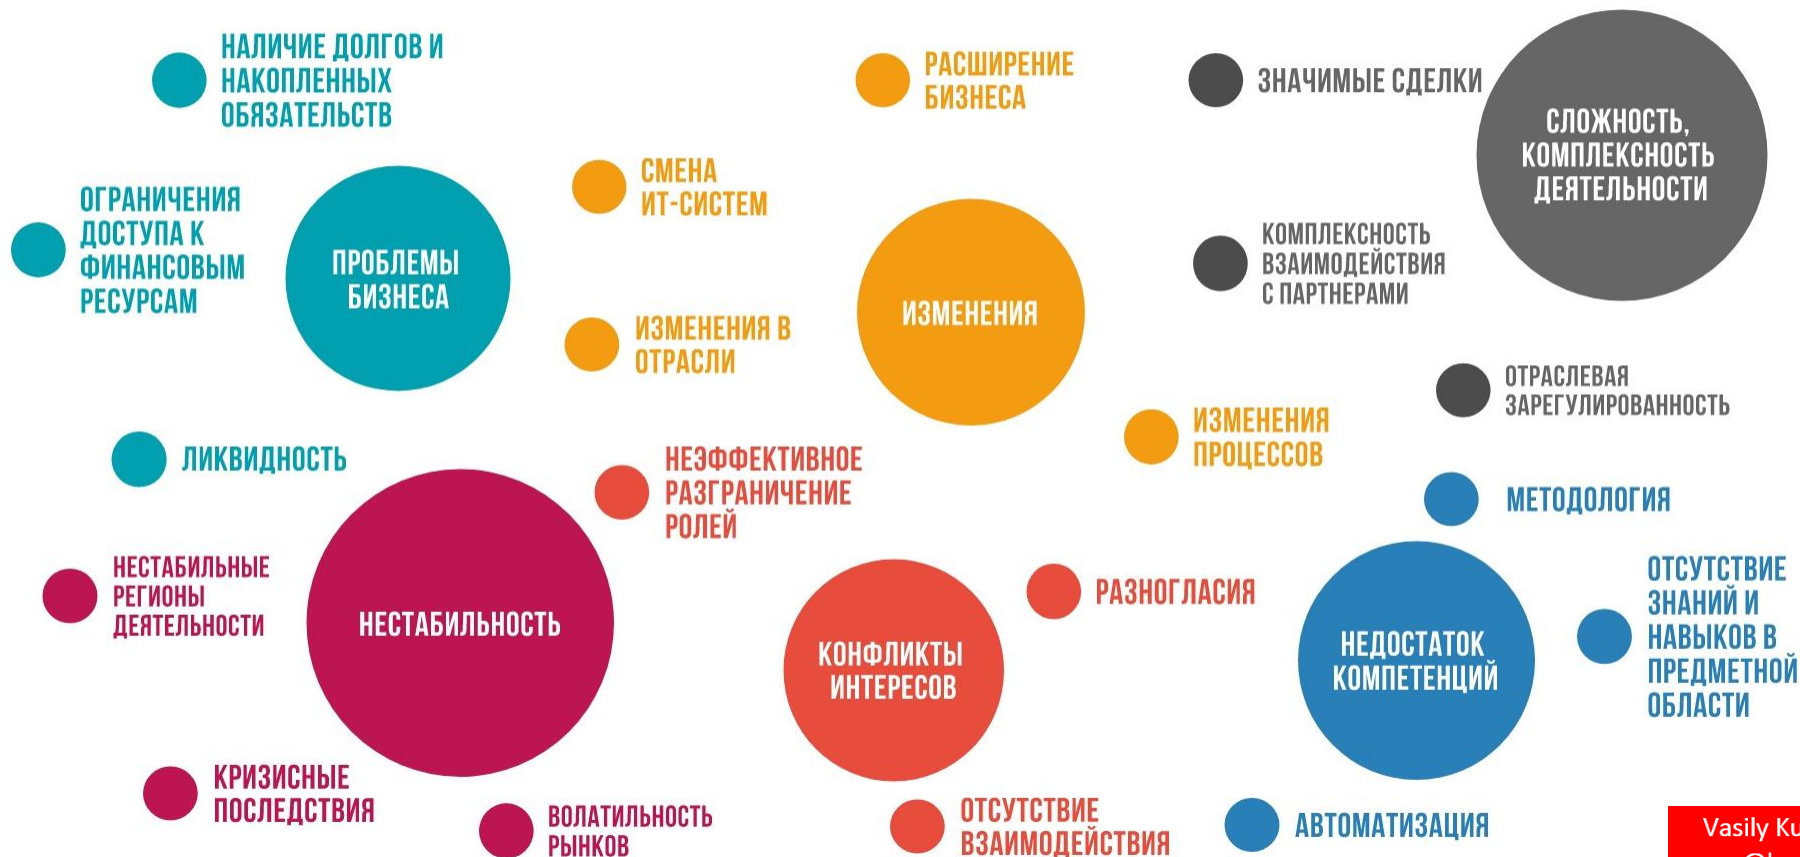 НАЛИЧИЕ ДОЛГОВ И
НАКОПЛЕННЫХ
ОБЯЗАТЕЛЬСТВ
ОГРАНИЧЕНИЯ
ДОСТУПА К
ФИНАНСОВЫМ
РЕСУРСАМ
ПРОБЛЕМЫ
БИЗНЕСА
ЛИКВИДНОСТЬ
РАСШИРЕНИЕ
БИЗНЕСА
СМЕНА
ИТ-СИСТЕМ
ИЗМЕНЕНИЯ В
ОТРАСЛИ
ИЗМЕНЕНИЯ
ИЗМЕНЕНИЯ
ПРОЦЕССОВ
ЗНАЧИМЫЕ СДЕЛКИ
СЛОЖНОСТЬ,
КОМПЛЕКСНОСТЬ
ДЕЯТЕЛЬНОСТИ
КОМПЛЕКСНОСТЬ
ВЗАИМОДЕЙСТВИЯ
С ПАРТНЕРАМИ
ОТРАСЛЕВАЯ
ЗАРЕГУЛИРОВАННОСТЬ
НЕСТАБИЛЬНЫЕ
РЕГИОНЫ
ДЕЯТЕЛЬНОСТИ
НЕСТАБИЛЬНОСТЬ
КРИЗИСНЫЕ
ПОСЛЕДСТВИЯ
ВОЛАТИЛЬНОСТЬ
РЫНКОВ
НЕЭФФЕКТИВНОЕ
РАЗГРАНИЧЕНИЕ
РОЛЕЙ
РАЗНОГЛАСИЯ
КОНФЛИКТЫ
ИНТЕРЕСОВ
ОТСУТСТВИЕ
ВЗАИМОДЕЙСТВИЯ
МЕТОДОЛОГИЯ
НЕДОСТАТОК
КОМПЕТЕНЦИЙ
ОТСУТСТВИЕ
ЗНАНИЙ И
НАВЫКОВ В
ПРЕДМЕТНОЙ
ОБЛАСТИ
АВТОМАТИЗАЦИЯ
Vasily Ku